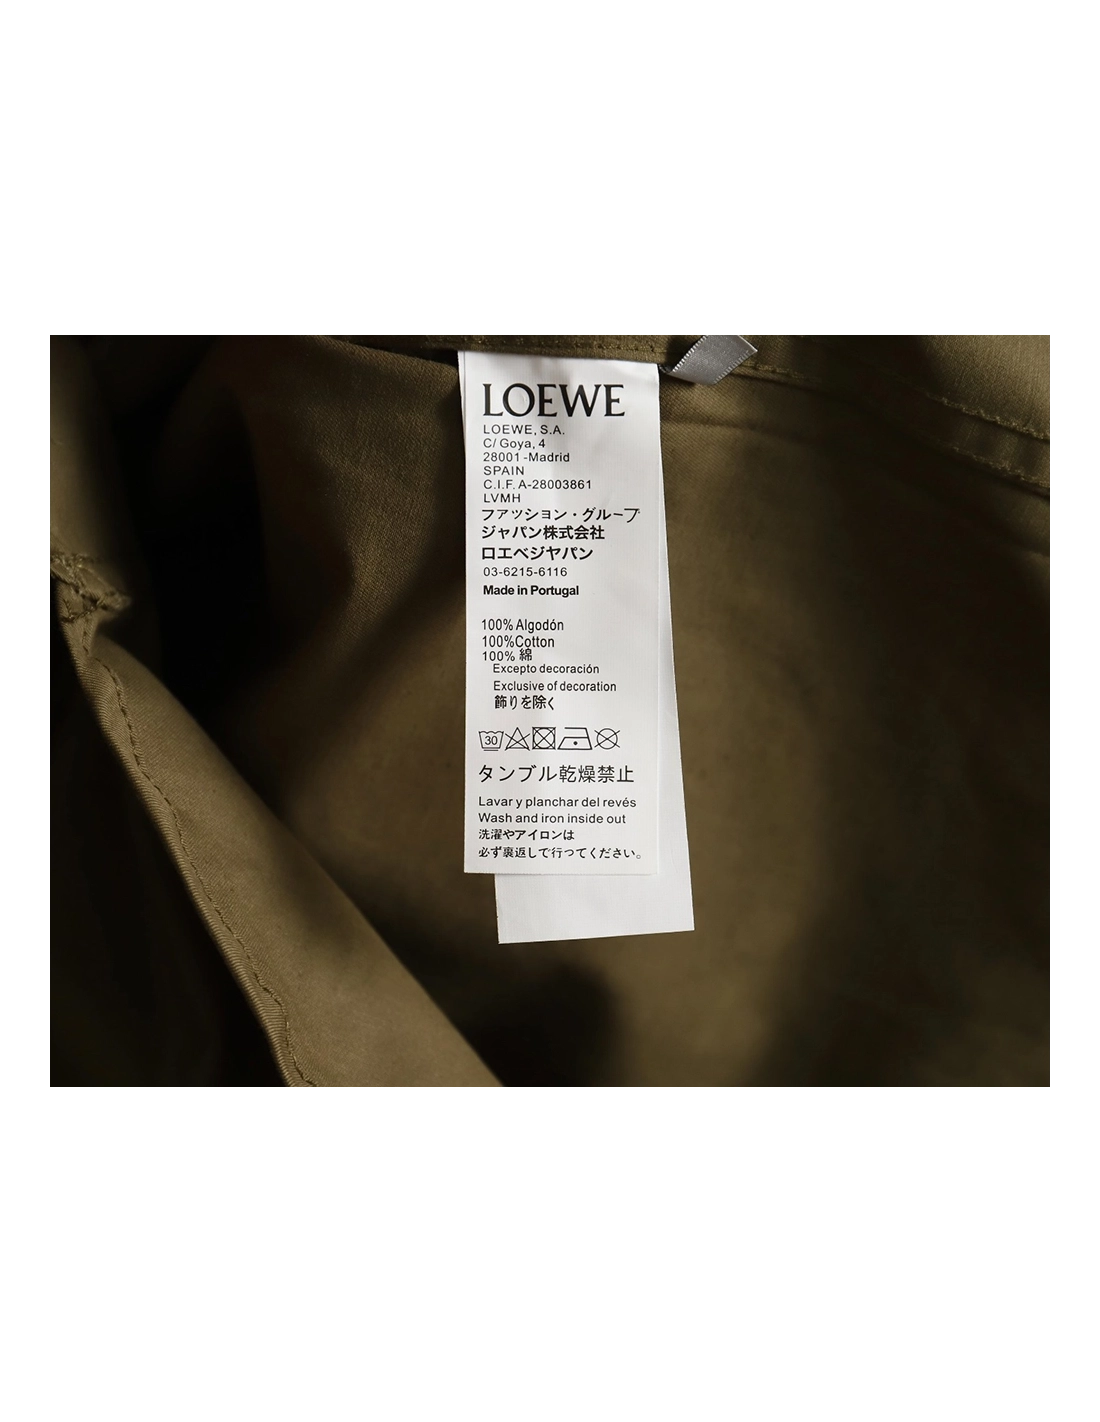 LOEWE
LOEWE, S.A.
C/ Goya, 4
28001 -Madrid
SPAIN
C.I.F. A-28003861
LVMH
ファッション・グループ
ジャパン株式会社
ロエベジャパン
03-6215-6116
Made in Portugal
100% Algodón
100%Cotton
100% 綿
Excepto decoración
Exclusive of decoration
飾りを除く
30
タンブル乾燥禁止
Lavar y planchar del revés
Wash and iron inside out
洗濯やアイロンは
必ず裏返しで行つてください。